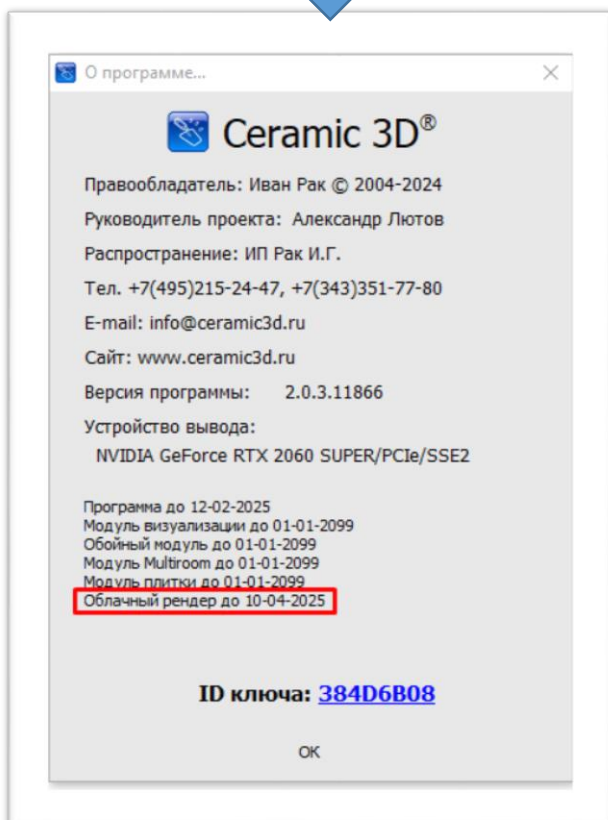 О программе...
Ceramic 3D®
Правообладатель: Иван Рак © 2004-2024
Руководитель проекта: Александр Лютов
Распространение: ИП Рак И.Г.
Тел. +7(495)215-24-47, +7(343)351-77-80
E-mail: info@ceramic3d.ru
Сайт: www.ceramic3d.ru
Версия программы: 2.0.3.11866
Устройство вывода:
NVIDIA GeForce RTX 2060 SUPER/PCIe/SSE2
Программа до 12-02-2025
Модуль визуализации до 01-01-2099
Обойный модуль до 01-01-2099
Модуль Multiroom до 01-01-2099
Модуль плитки до 01-01-2099
Облачный рендер до 10-04-2025
ID ключа: 384D6B08
ОК